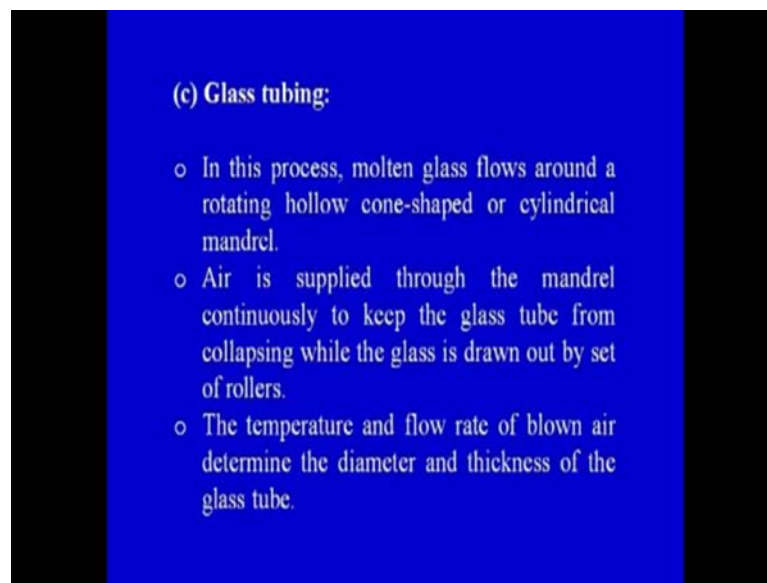 (c) Glass tubing:
o In this process, molten glass flows around a
rotating hollow cone-shaped or cylindrical
mandrel.
o Air is supplied through the mandrel
continuously to keep the glass tube from
collapsing while the glass is drawn out by set
of rollers.
o The temperature and flow rate of blown air
determine the diameter and thickness of the
glass tube.